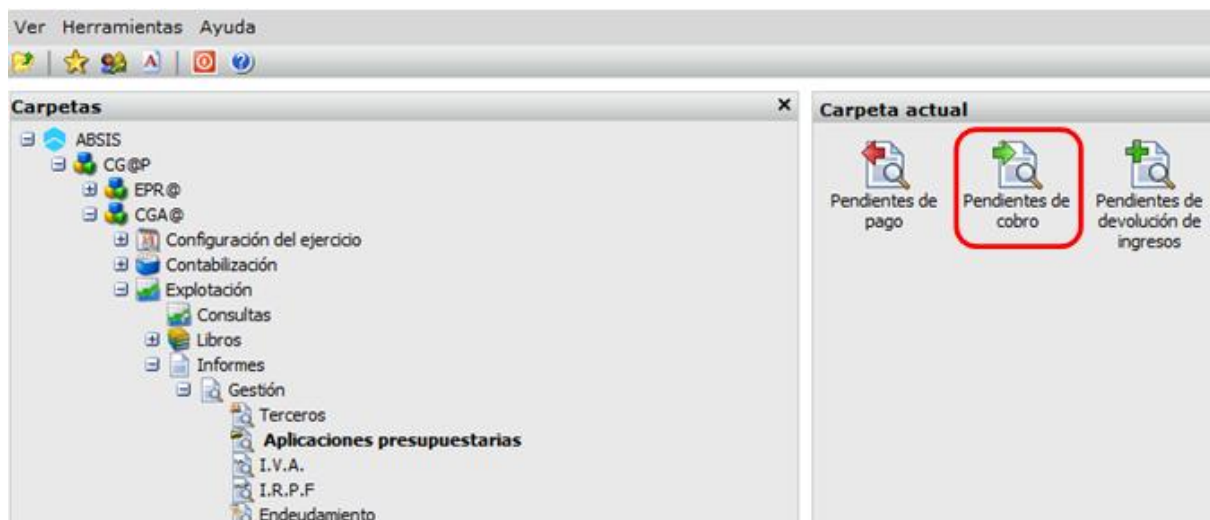 Ver Herramientas Ayuda
Carpetas
ABSIS
CG@P
EPR@
CGA@
Configuración del ejercicio
Contabilización
Explotación
Consultas
Libros
Informes
Gestión
Terceros
Aplicaciones presupuestarias
I.V.A.
I.R.P.F
Endeudamiento
Carpeta actual
Pendientes de
pago
Pendientes de
cobro
Pendientes de
devolución de
ingresos